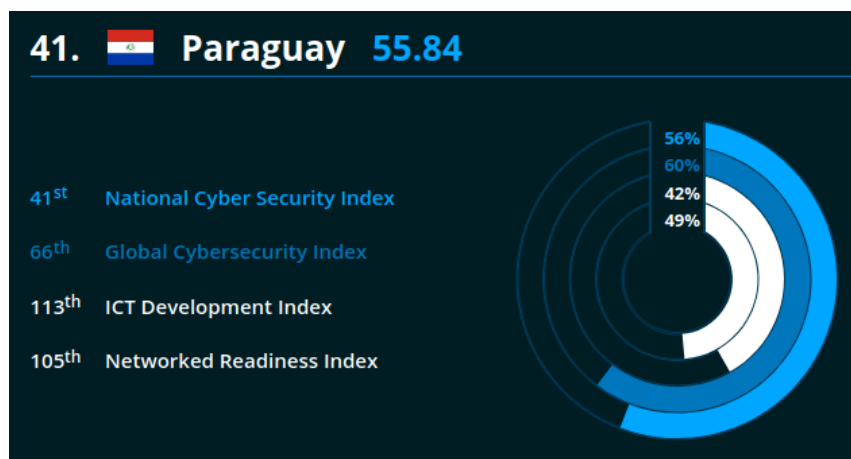 41. Paraguay 55.84
56%
60%
42%
49%
41st National Cyber Security Index
66th Global Cybersecurity Index
113th ICT Development Index
105th Networked Readiness Index